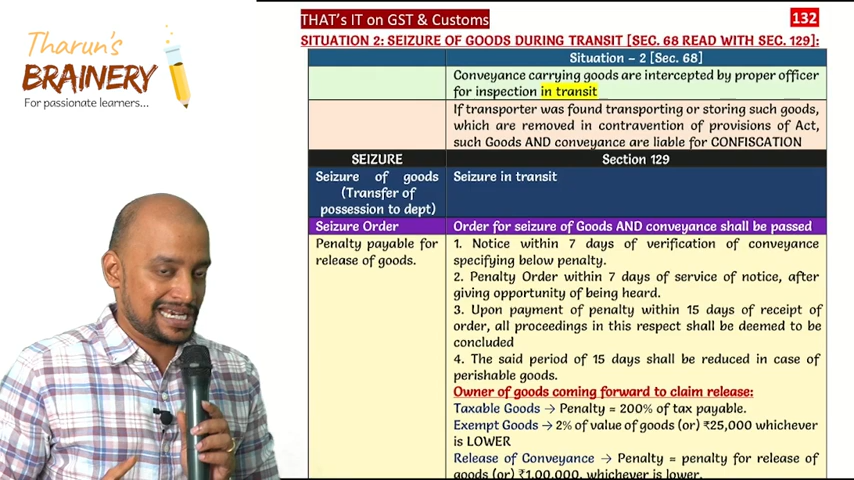 Tharun's
BRAINERY
For passionate learners...
THAT's IT on GST & Customs
132
SITUATION 2: SEIZURE OF GOODS DURING TRANSIT [SEC. 68 READ WITH SEC. 129]:
Situation – 2 [Sec. 68]
Conveyance carrying goods are intercepted by proper officer
for inspection in transit
If transporter was found transporting or storing such goods,
which are removed in contravention of provisions of Act,
such Goods AND conveyance are liable for CONFISCATION
SEIZURE
Section 129
Seizure of goods
(Transfer of
possession to dept)
Seizure in transit
Seizure Order
Order for seizure of Goods AND conveyance shall be passed
Penalty payable for
release of goods.
1. Notice within 7 days of verification of conveyance
specifying below penalty.
2. Penalty Order within 7 days of service of notice, after
giving opportunity of being heard.
3. Upon payment of penalty within 15 days of receipt of
order, all proceedings in this respect shall be deemed to be
concluded
4. The said period of 15 days shall be reduced in case of
perishable goods.
Owner of goods coming forward to claim release:
Taxable Goods → Penalty = 200% of tax payable.
Exempt Goods → 2% of value of goods (or) ₹25,000 whichever
is LOWER
Release of Conveyance → Penalty = penalty for release of
goods (or) ₹1,00,000, whichever is lower.